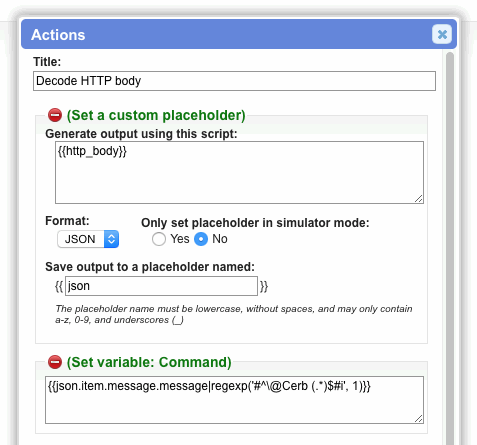 Actions
Title:
Decode HTTP body
(Set a custom placeholder)
Generate output using this script:
{{http_body}}
Format:
Only set placeholder in simulator mode:
JSON
Yes
No
Save output to a placeholder named:
{{ json }}
The placeholder name must be lowercase, without spaces, and may only contain
a-z, 0-9, and underscores (_)
(Set variable: Command)
{{json.item.message.message|regexp('#^\@Cerb (.*)$#i', 1)}}